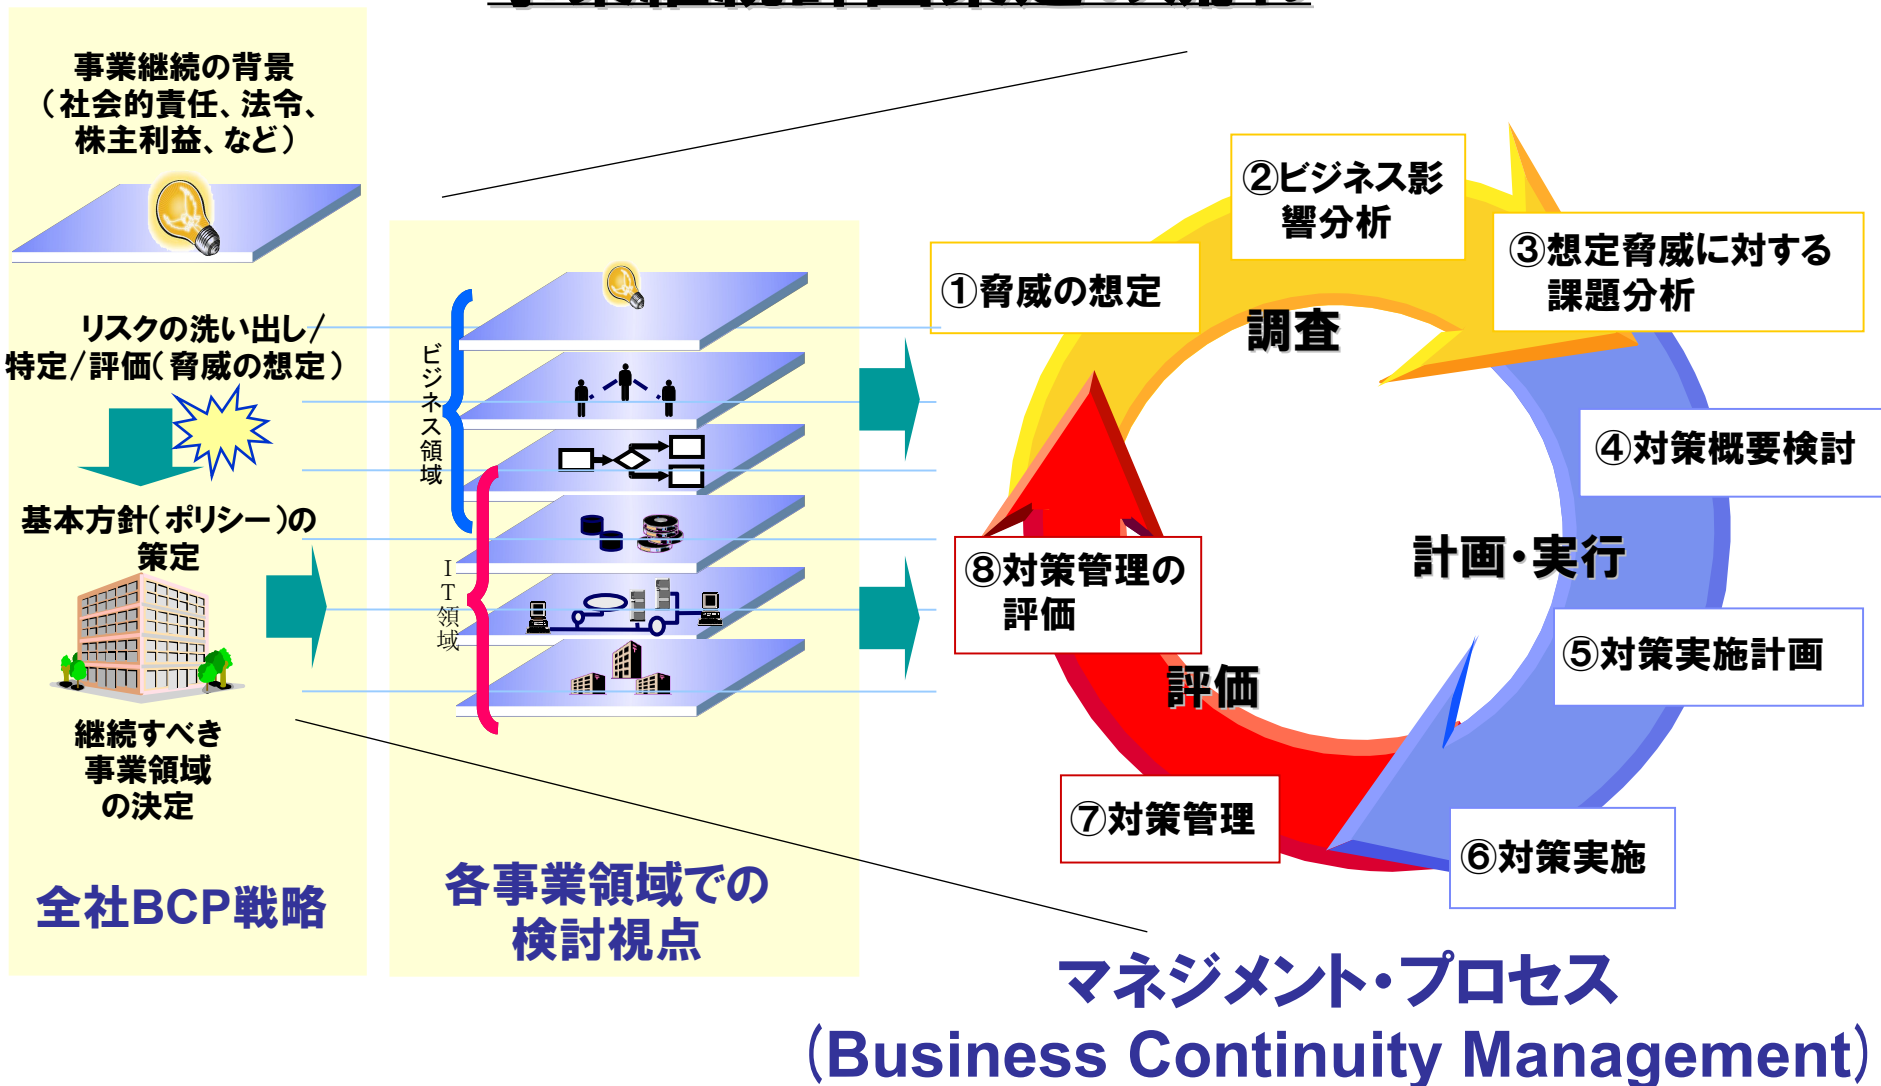 事業継続の背景
（社会的責任、法令、
株主利益、など）
リスクの洗い出し/
特定/評価（脅威の想定）
基本方針（ポリシー）の
策定
継続すべき
事業領域
の決定
全社BCP戦略
ビジネス領域
IT領域
各事業領域での
検討視点
①脅威の想定
②ビジネス影
響分析
③想定脅威に対する
課題分析
調査
④対策概要検討
計画・実行
⑤対策実施計画
⑥対策実施
⑦対策管理
⑧対策管理の
評価
評価
マネジメント・プロセス
（Business Continuity Management）